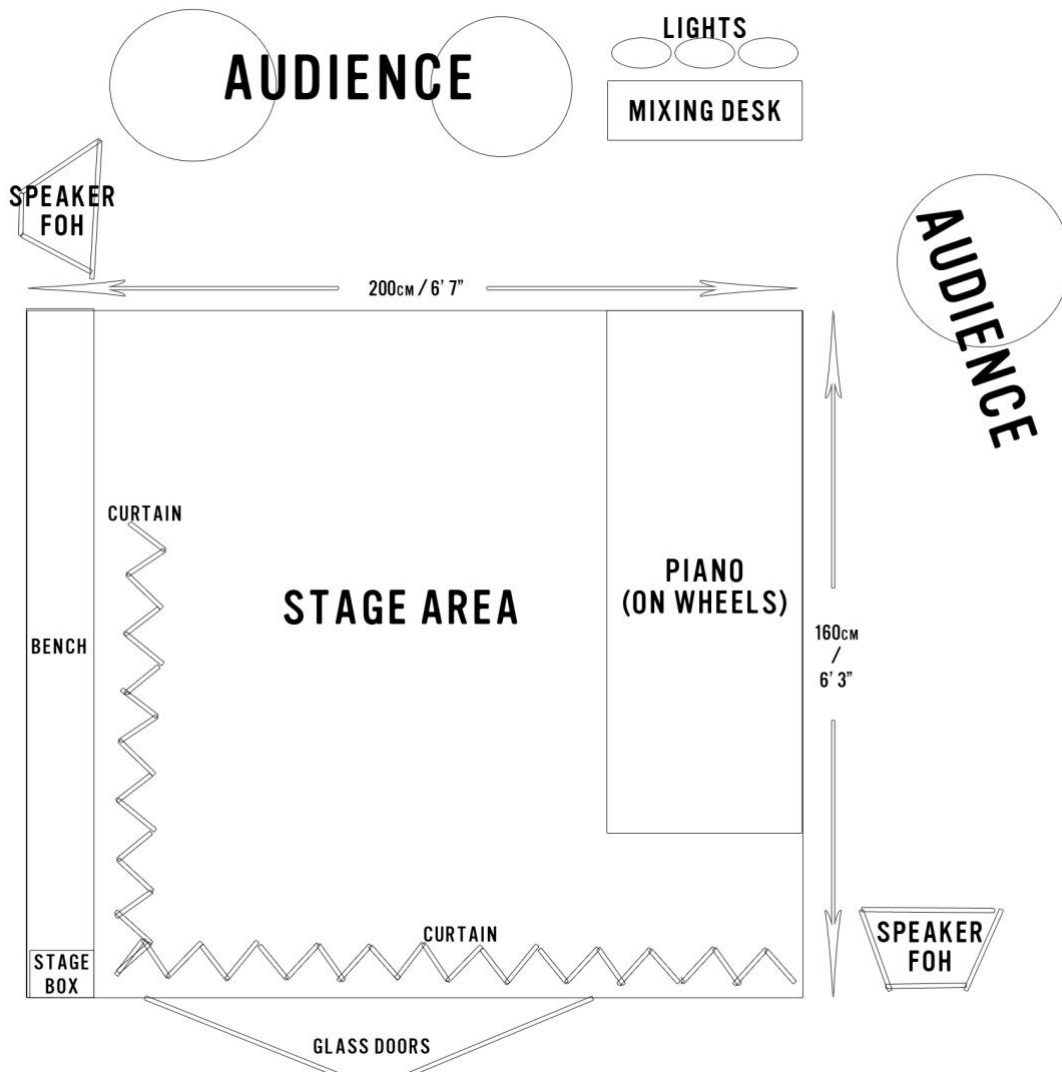 LIGHTS
AUDIENCE
MIXING DESK
SPEAKER
FOH
AUDIENCE
200CM / 6' 7"
CURTAIN
STAGE AREA
PIANO
(ON WHEELS)
BENCH
160CM
/
6' 3"
CURTAIN
SPEAKER
FOH
STAGE
BOX
GLASS DOORS